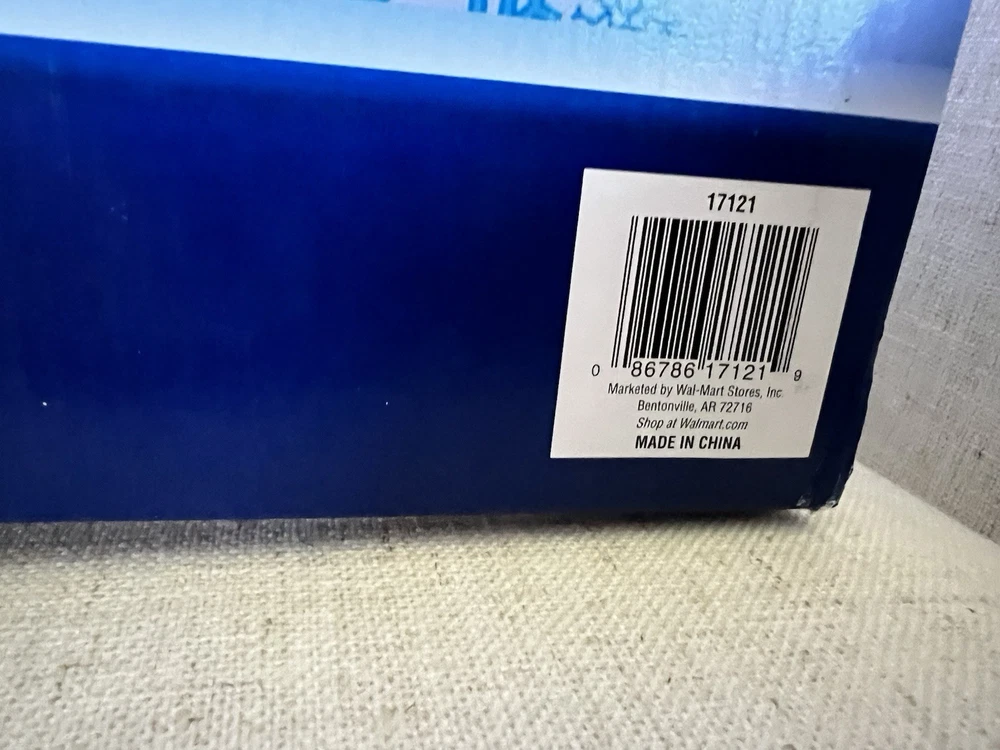 17121
0 86786 17121 9
Marketed by Wal-Mart Stores, Inc.
Bentonville, AR 72716
Shop at Walmart.com
MADE IN CHINA